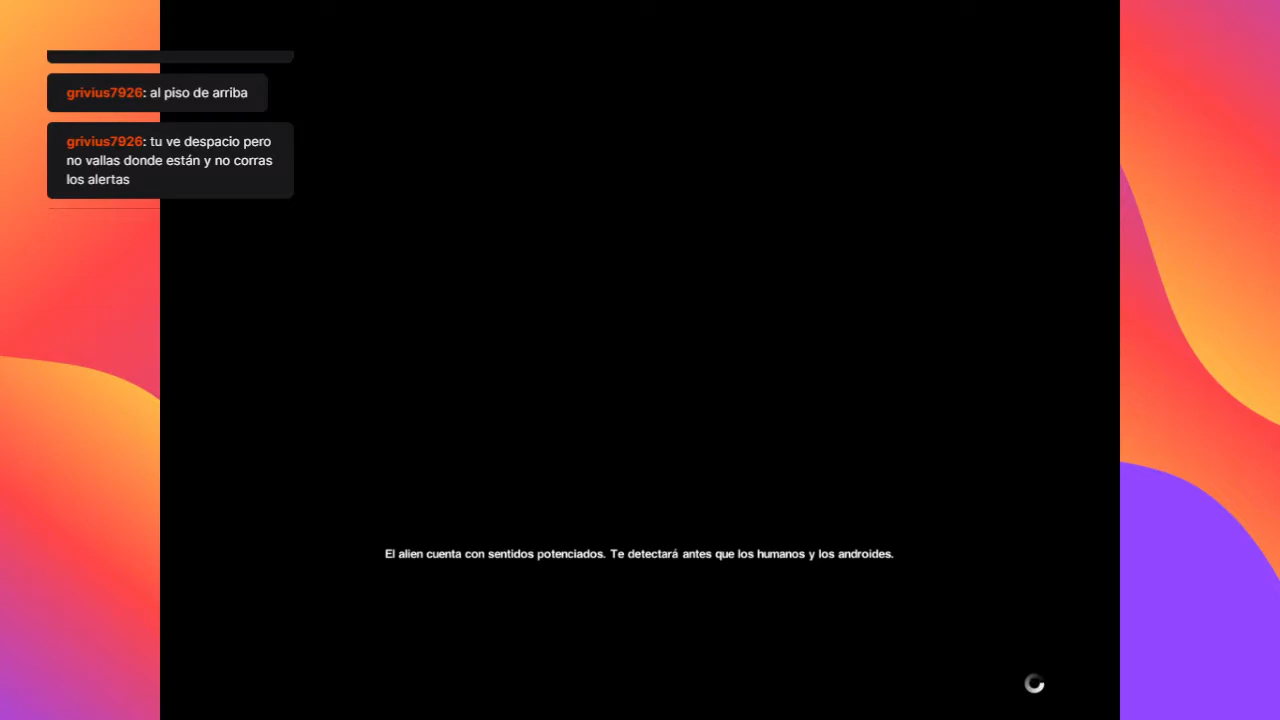 grivius7926: al piso de arriba
grivius7926: tu ve despacio pero
no vallas donde están y no corras
los alertas
El alien cuenta con sentidos potenciados. Te detectará antes que los humanos y los androides.